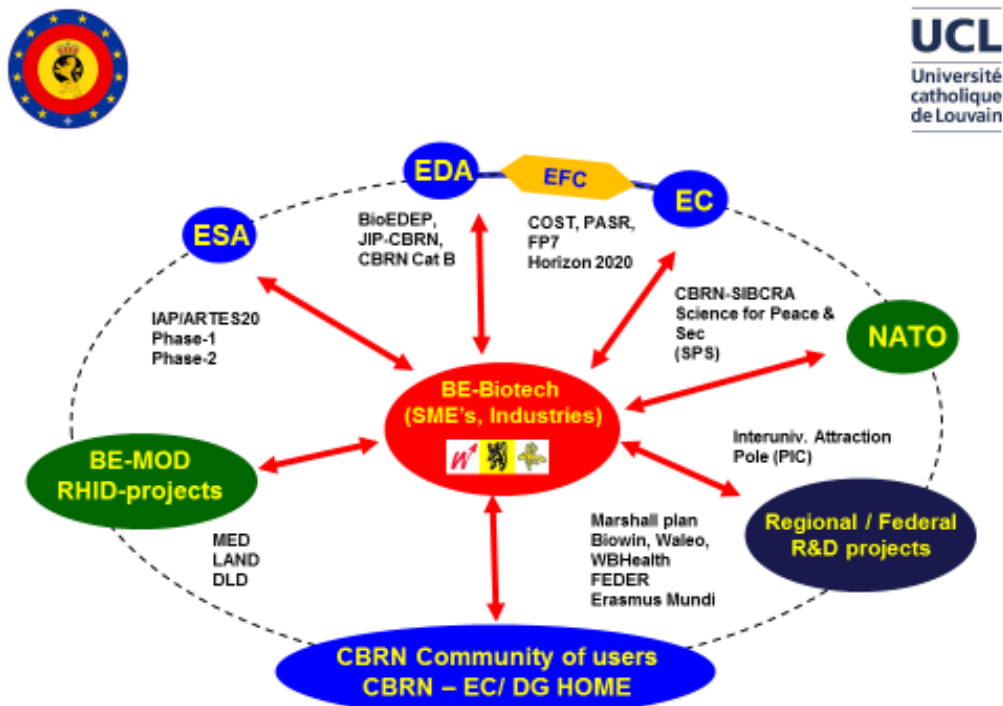 UCL
Université
catholique
de Louvain
EDA
EFC
EC
ESA
BioEDEP,
JIP-CBRN,
CBRN Cat B
COST, PASR,
FP7
Horizon 2020
IAP/ARTES20
Phase-1
Phase-2
CBRN-SIBCRA
Science for Peace &
Sec
(SPS)
NATO
BE-Biotech
(SME's, Industries)
BE-MOD
RHID-projects
Interuniv. Attraction
Pole (PIC)
MED
LAND
DLD
Marshall plan
Biowin, Waleo,
WBHealth
FEDER
Erasmus Mundi
Regional / Federal
R&D projects
CBRN Community of users
CBRN – EC/ DG HOME